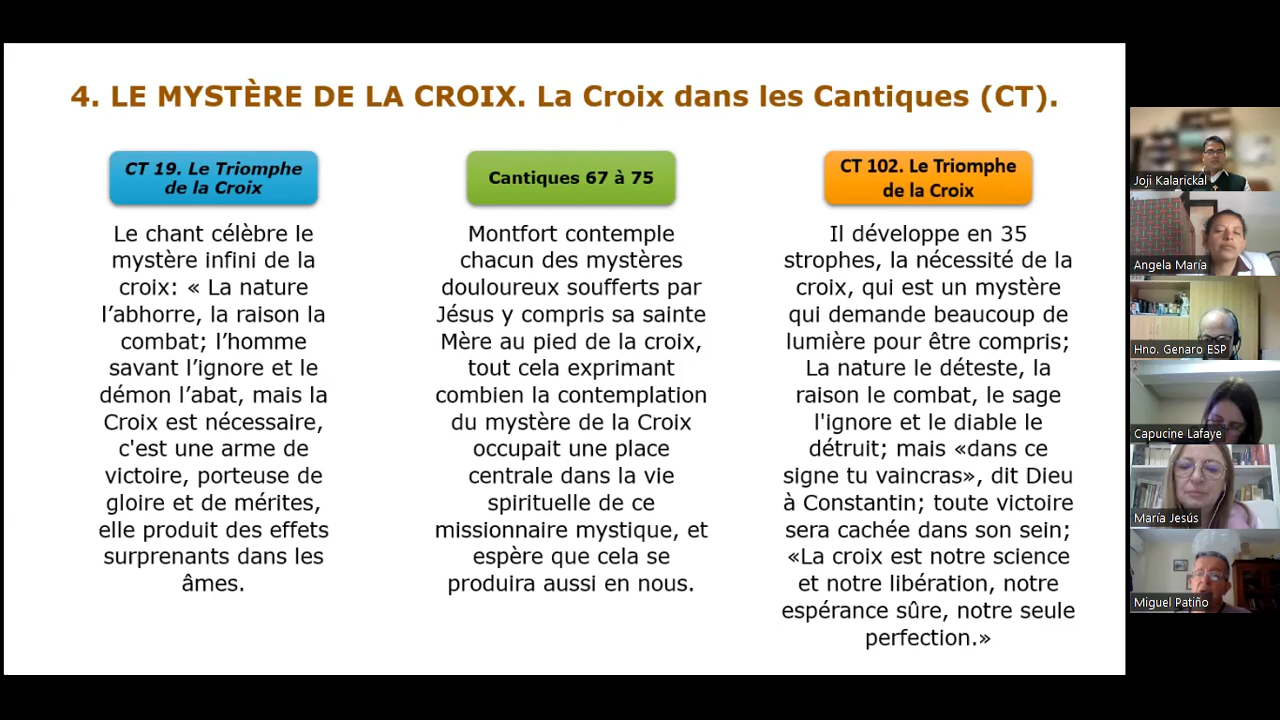 4. LE MYSTÈRE DE LA CROIX. La Croix dans les Cantiques (CT).
CT 19. Le Triomphe
de la Croix
Le chant célèbre le
mystère infini de la
croix: « La nature
l’abhorre, la raison la
combat; l’homme
savant l’ignore et le
démon l’abat, mais la
Croix est nécessaire,
c'est une arme de
victoire, porteuse de
gloire et de mérites,
elle produit des effets
surprenants dans les
âmes.
Cantiques 67 à 75
Montfort contemple
chacun des mystères
douloureux soufferts par
Jésus y compris sa sainte
Mère au pied de la croix,
tout cela exprimant
combien la contemplation
du mystère de la Croix
occupait une place
centrale dans la vie
spirituelle de ce
missionnaire mystique, et
espère que cela se
produira aussi en nous.
CT 102. Le Triomphe
de la Croix
Il développe en 35
strophes, la nécessité de la
croix, qui est un mystère
qui demande beaucoup de
lumière pour être compris;
La nature le déteste, la
raison le combat, le sage
l'ignore et le diable le
détruit; mais «dans ce
signe tu vaincras», dit Dieu
à Constantin; toute victoire
sera cachée dans son sein;
«La croix est notre science
et notre libération, notre
espérance sûre, notre seule
perfection.»
Joji Kalarickal
Angela María
Hno. Genaro ESP
Capucine Lafaye
María Jesús
Miguel Patiño